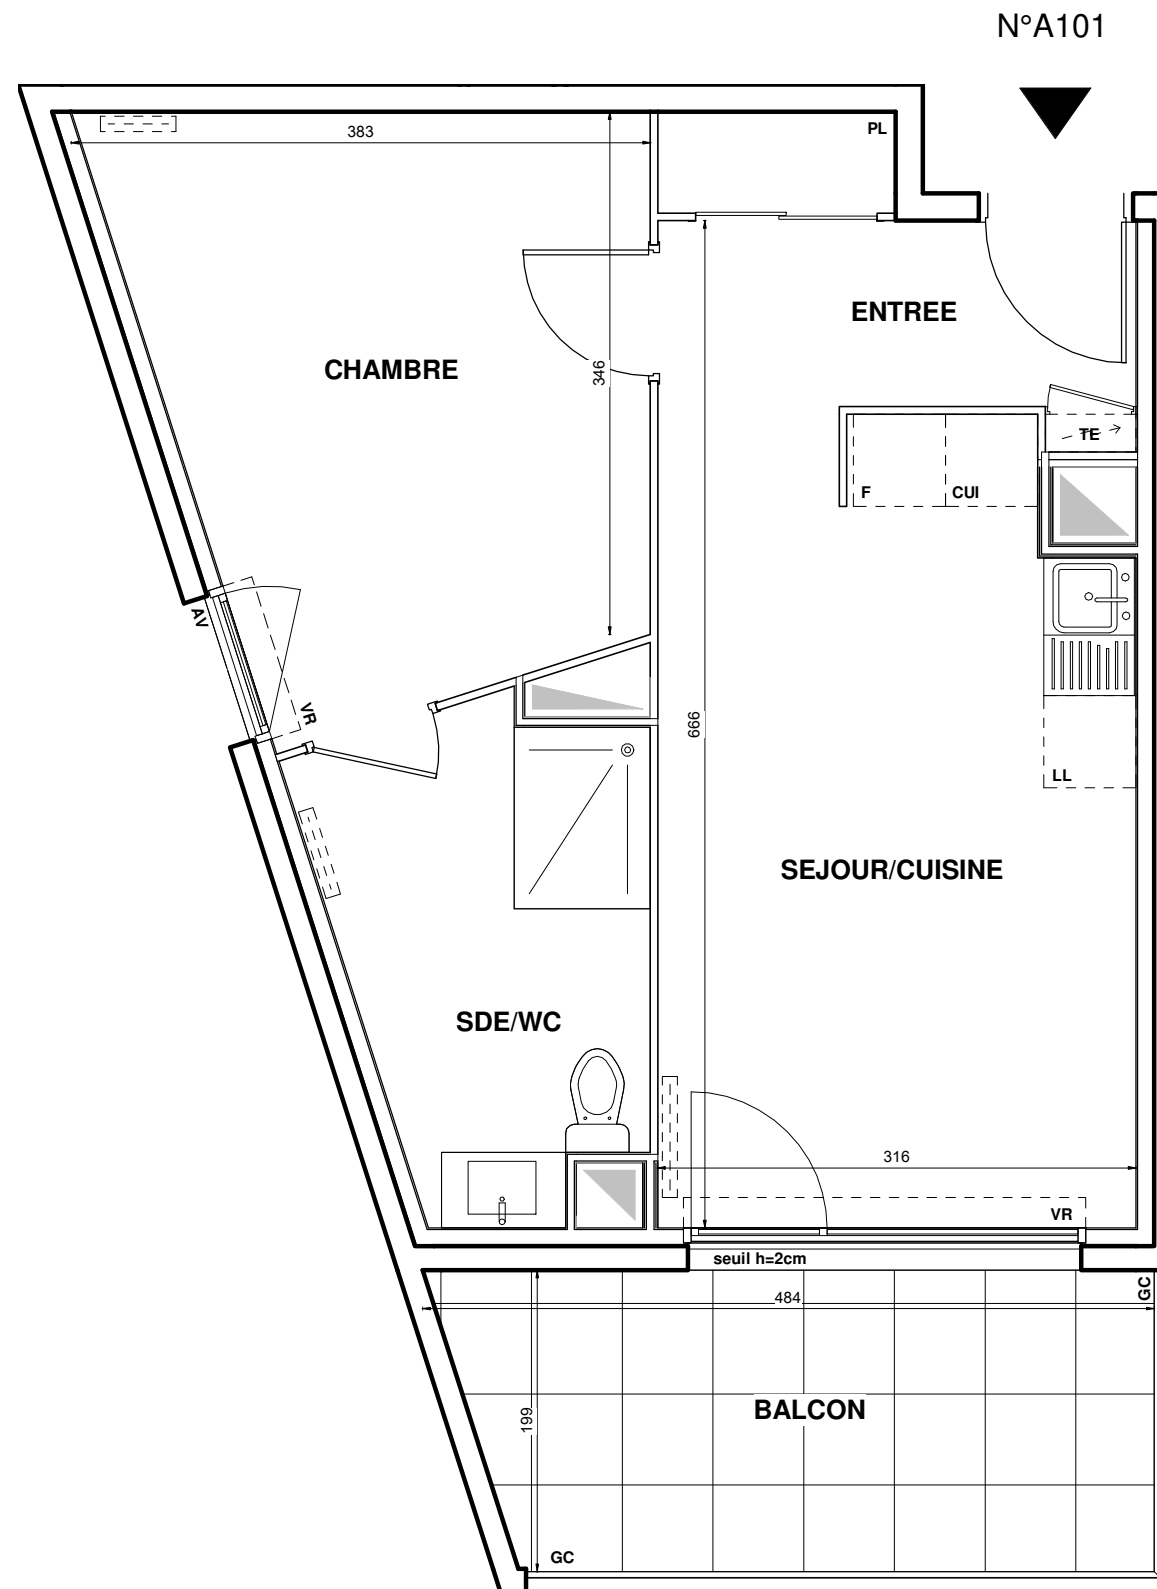 N°A101
PL
383
ENTREE
CHAMBRE
346
TE
F
CUI
AV
VR
666
LL
SEJOUR/CUISINE
SDE/WC
316
VR
seuil h=2cm
GC
484
BALCON
199
GC